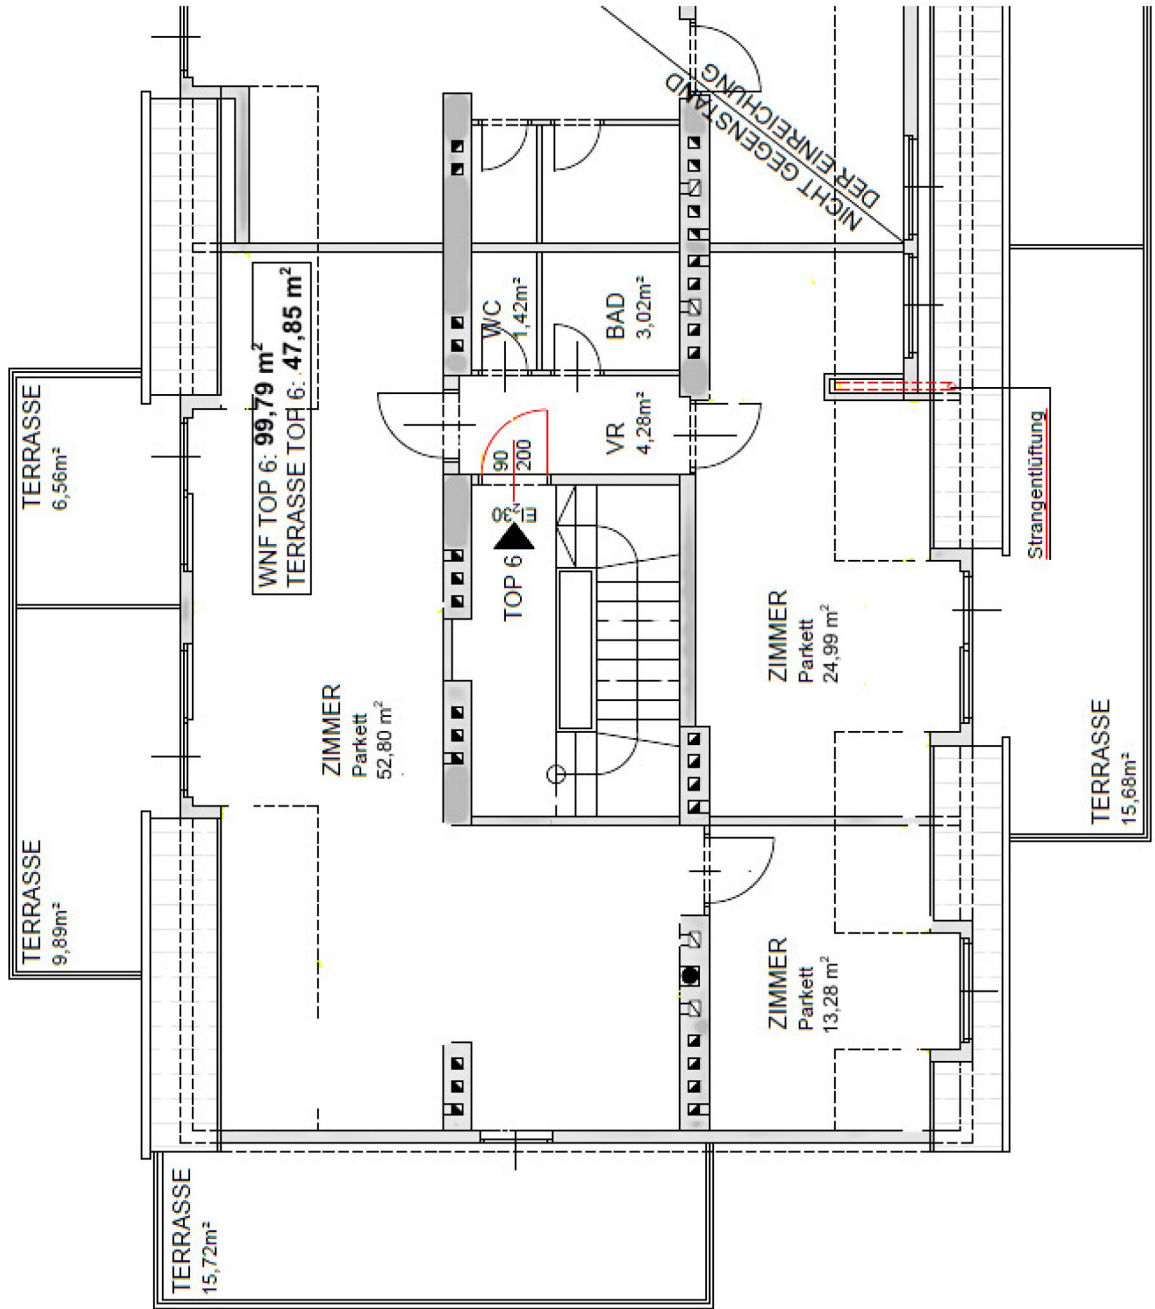 NICHT GEGENSTAND
DER EINREICHUNG
TERRASSE
6,56m²
WNF TOP 6: 99,79 m²
TERRASSE TOP 6: 47,85 m²
WC
1,42m²
BAD
3,02m²
VR
4,28m²
90
200
EI₂30
TOP 6
Strangentlüftung
ZIMMER
Parkett
52,80 m²
ZIMMER
Parkett
24,99 m²
TERRASSE
15,68m²
TERRASSE
9,89m²
ZIMMER
Parkett
13,28 m²
TERRASSE
15,72m²